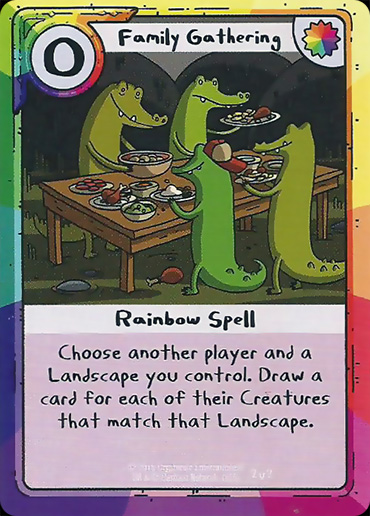 0
Family Gathering
Rainbow Spell
Choose another player and a
Landscape you control. Draw a
card for each of their Creatures
that match that Landscape.